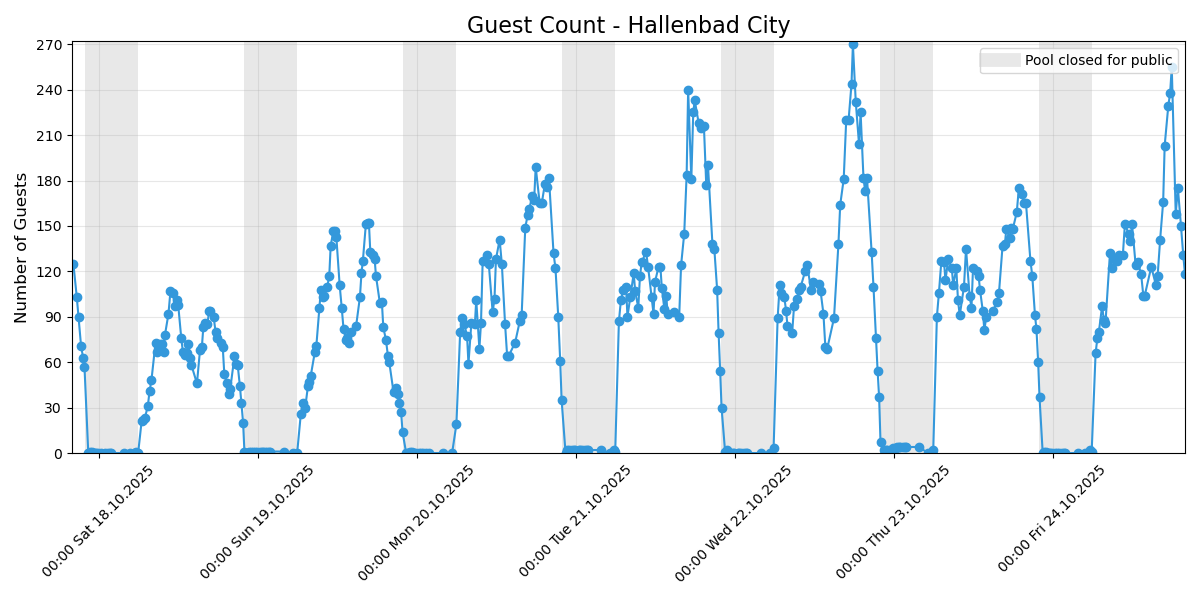 Guest Count - Hallenbad City
Pool closed for public
Number of Guests
270
240
210
180
150
120
90
60
30
0
00:00 Sat 18.10.2025
00:00 Sun 19.10.2025
00:00 Mon 20.10.2025
00:00 Tue 21.10.2025
00:00 Wed 22.10.2025
00:00 Thu 23.10.2025
00:00 Fri 24.10.2025